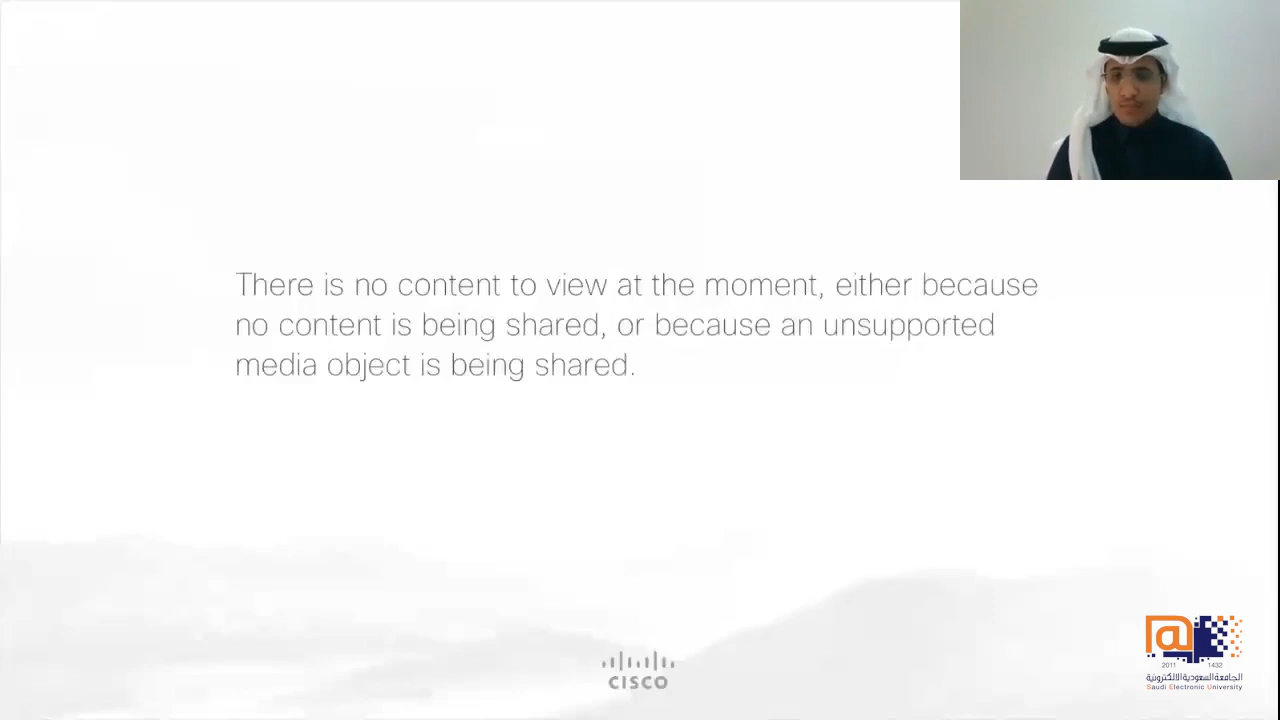 There is no content to view at the moment, either because
no content is being shared, or because an unsupported
media object is being shared.
CISCO
2011 1432
الجامعة السعودية الالكترونية
Saudi Electronic University